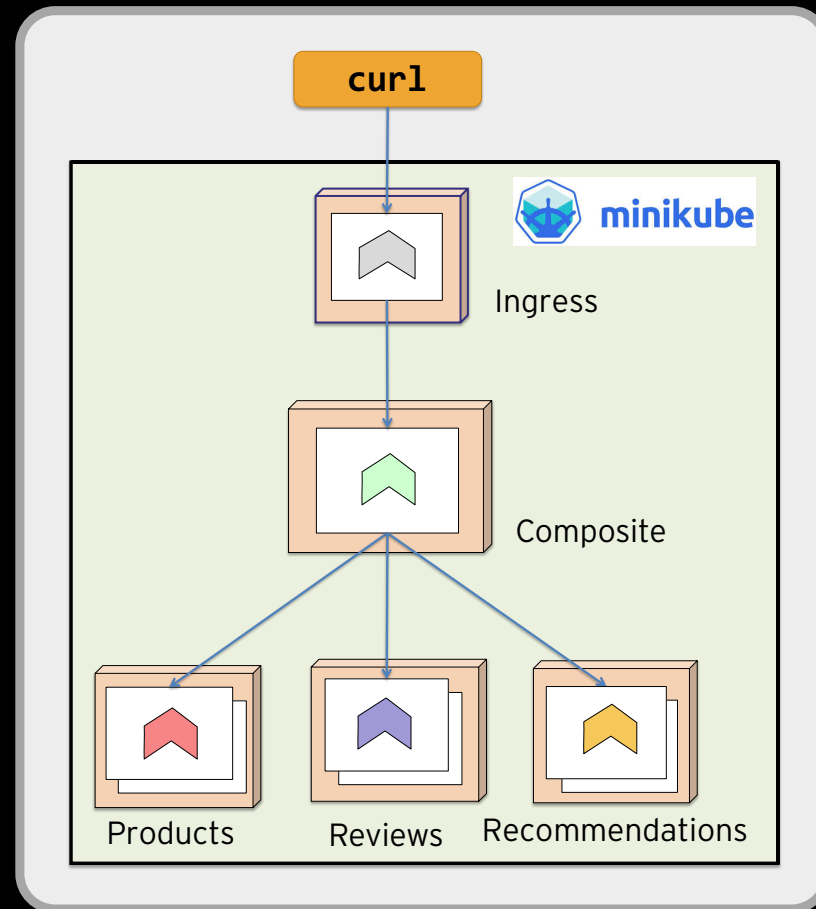 curl
minikube
Ingress
Composite
Products
Reviews
Recommendations